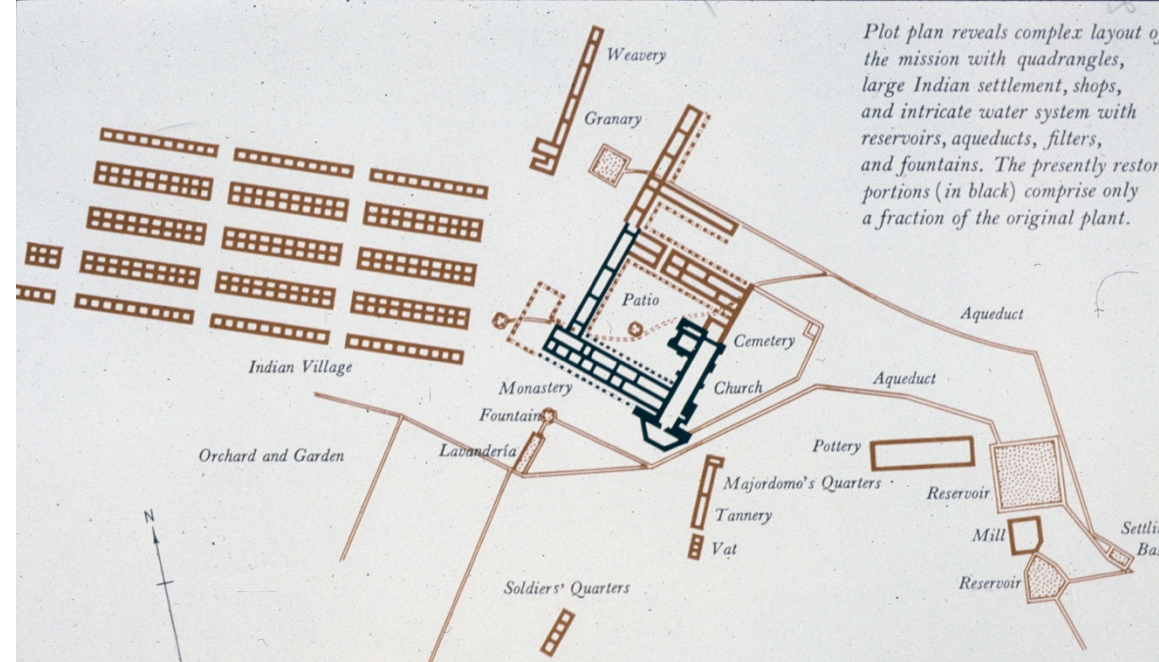 Plot plan reveals complex layout
the mission with quadrangles,
large Indian settlement, shops,
and intricate water system with
reservoirs, aqueducts, filters,
and fountains. The presently
portions (in black) comprise only
a fraction of the original plant.
Weavery
Granary
Patio
Cemetery
Aqueduct
Indian Village
Monastery
Church
Aqueduct
Fountain
Lavandería
Orchard and Garden
Pottery
Majordomo's Quarters
Reservoir
Tannery
Mill
Vat
N
Reservoir
Soldiers' Quarters